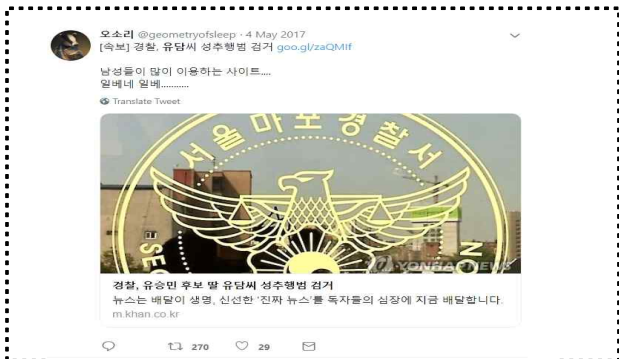 오소리 @geometryofsleep · 4 May 2017
[속보] 경찰, 유담씨 성추행범 검거 goo.gl/zaQMIf
남성들이 많이 이용하는 사이트....
일베네 일베...........
Translate Tweet
서울마포경찰서
SE
N
YONHAPNEWS
경찰, 유승민 후보 딸 유담씨 성추행범 검거
뉴스는 배달이 생명, 신선한 '진짜 뉴스'를 독자들의 심장에 지금 배달합니다.
m.khan.co.kr
270
29